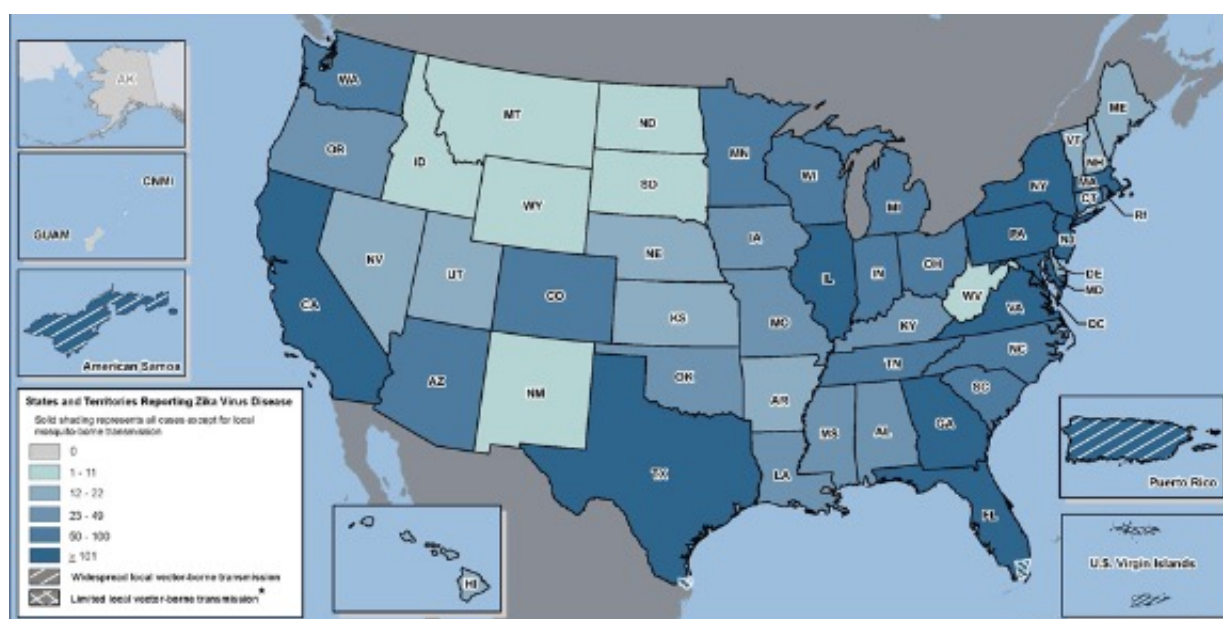 AK
CNMI
GUAM
American Samoa
States and Territories Reporting Zika Virus Disease
Solid shading represents all cases except for local
mosquito-borne transmission
0
1 - 11
12 - 22
23 - 49
50 - 100
≥ 101
Widespread local vector-borne transmission
Limited local vector-borne transmission*
WA
OR
CA
ID
NV
MT
WY
UT
AZ
CO
NM
ND
SD
NE
KS
OK
TX
MN
IA
MC
AR
LA
WI
IL
MI
IN
OH
KY
TN
MS
AL
GA
FL
SC
NC
VA
WV
PA
NY
VT
NH
ME
MA
CT
RI
NJ
DE
MD
DC
HI
Puerto Rico
U.S. Virgin Islands